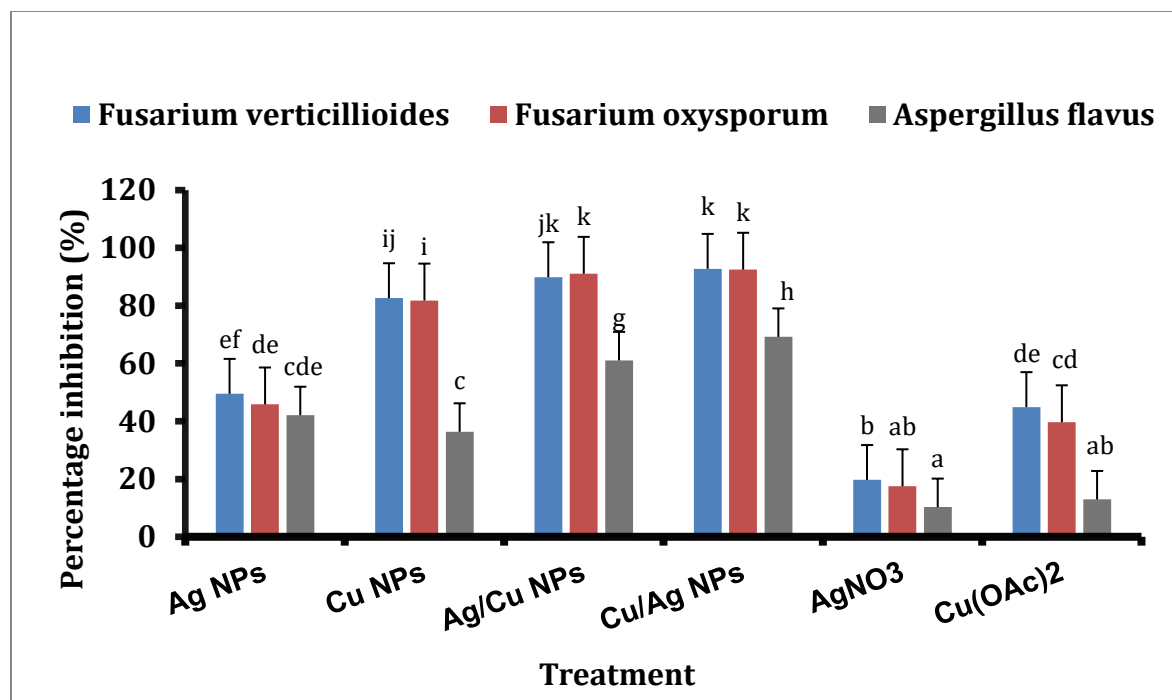 Fusarium verticillioides Fusarium oxysporum Aspergillus flavus
Percentage inhibition (%)
120
100
80
60
40
20
0
ef de cde
ij i c
jk k g
k k h
b ab a
de cd ab
Ag NPs Cu NPs Ag/Cu NPs Cu/Ag NPs AgNO3 Cu(OAc)2
Treatment